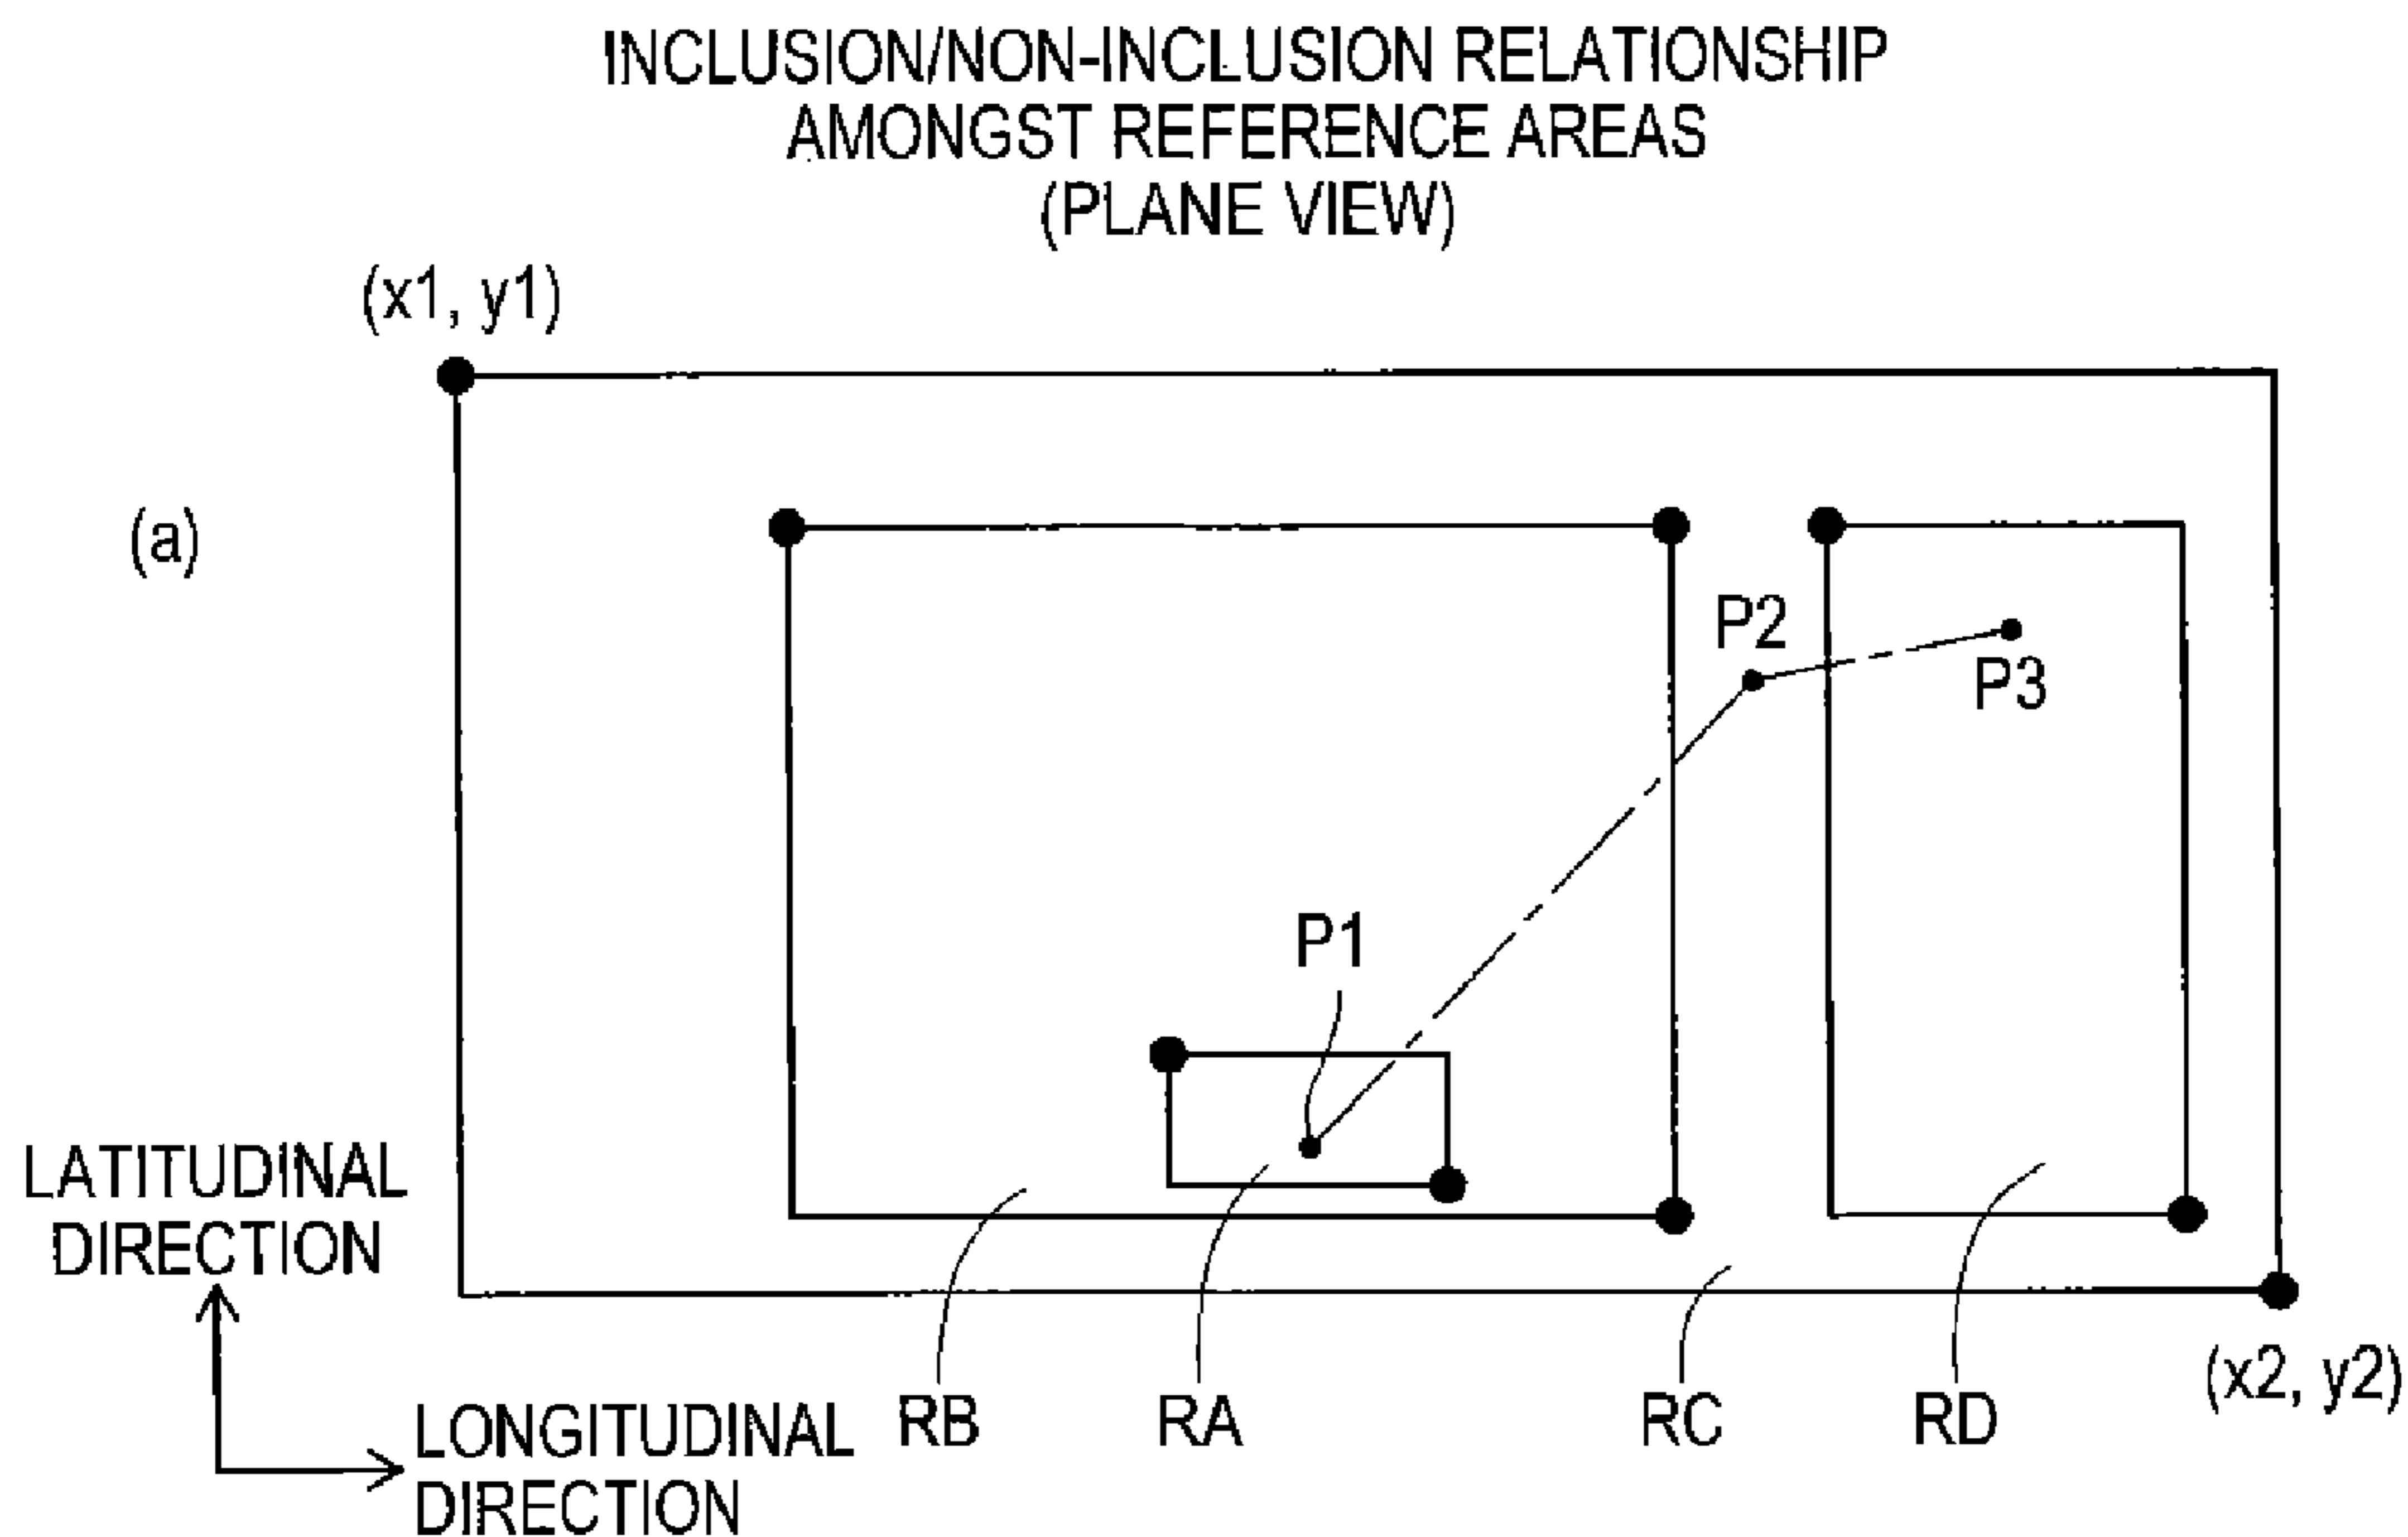 INCLUSION/NON-INCLUSION RELATIONSHIP
AMONGST REFERENCE AREAS
(PLANE VIEW)
(x1, y1)
(a)
P2
P3
P1
LATITUDINAL
DIRECTION
(x2, y2)
RB
RA
RC
RD
LONGITUDINAL
DIRECTION